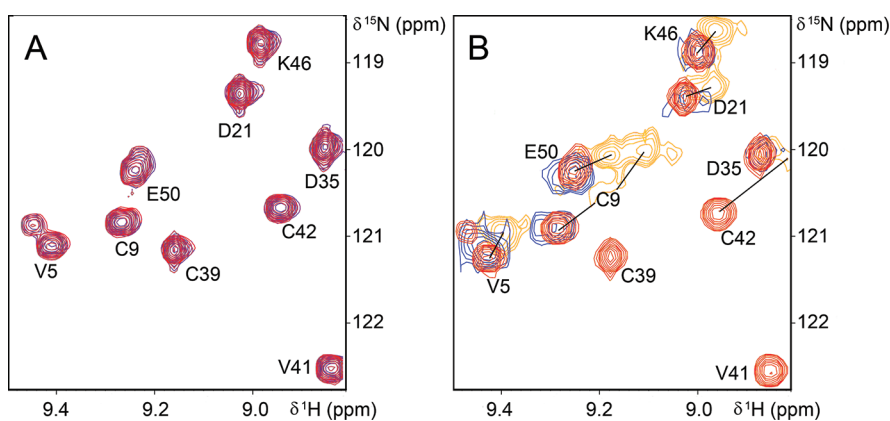 A
K46
D21
E50
D35
C9
C42
V5
C39
V41
9.4
9.2
9.0
δ ¹H (ppm)
δ ¹⁵N (ppm)
119
120
121
122
B
K46
D21
E50
D35
C9
C42
V5
C39
V41
9.4
9.2
9.0
δ ¹H (ppm)
δ ¹⁵N (ppm)
119
120
121
122